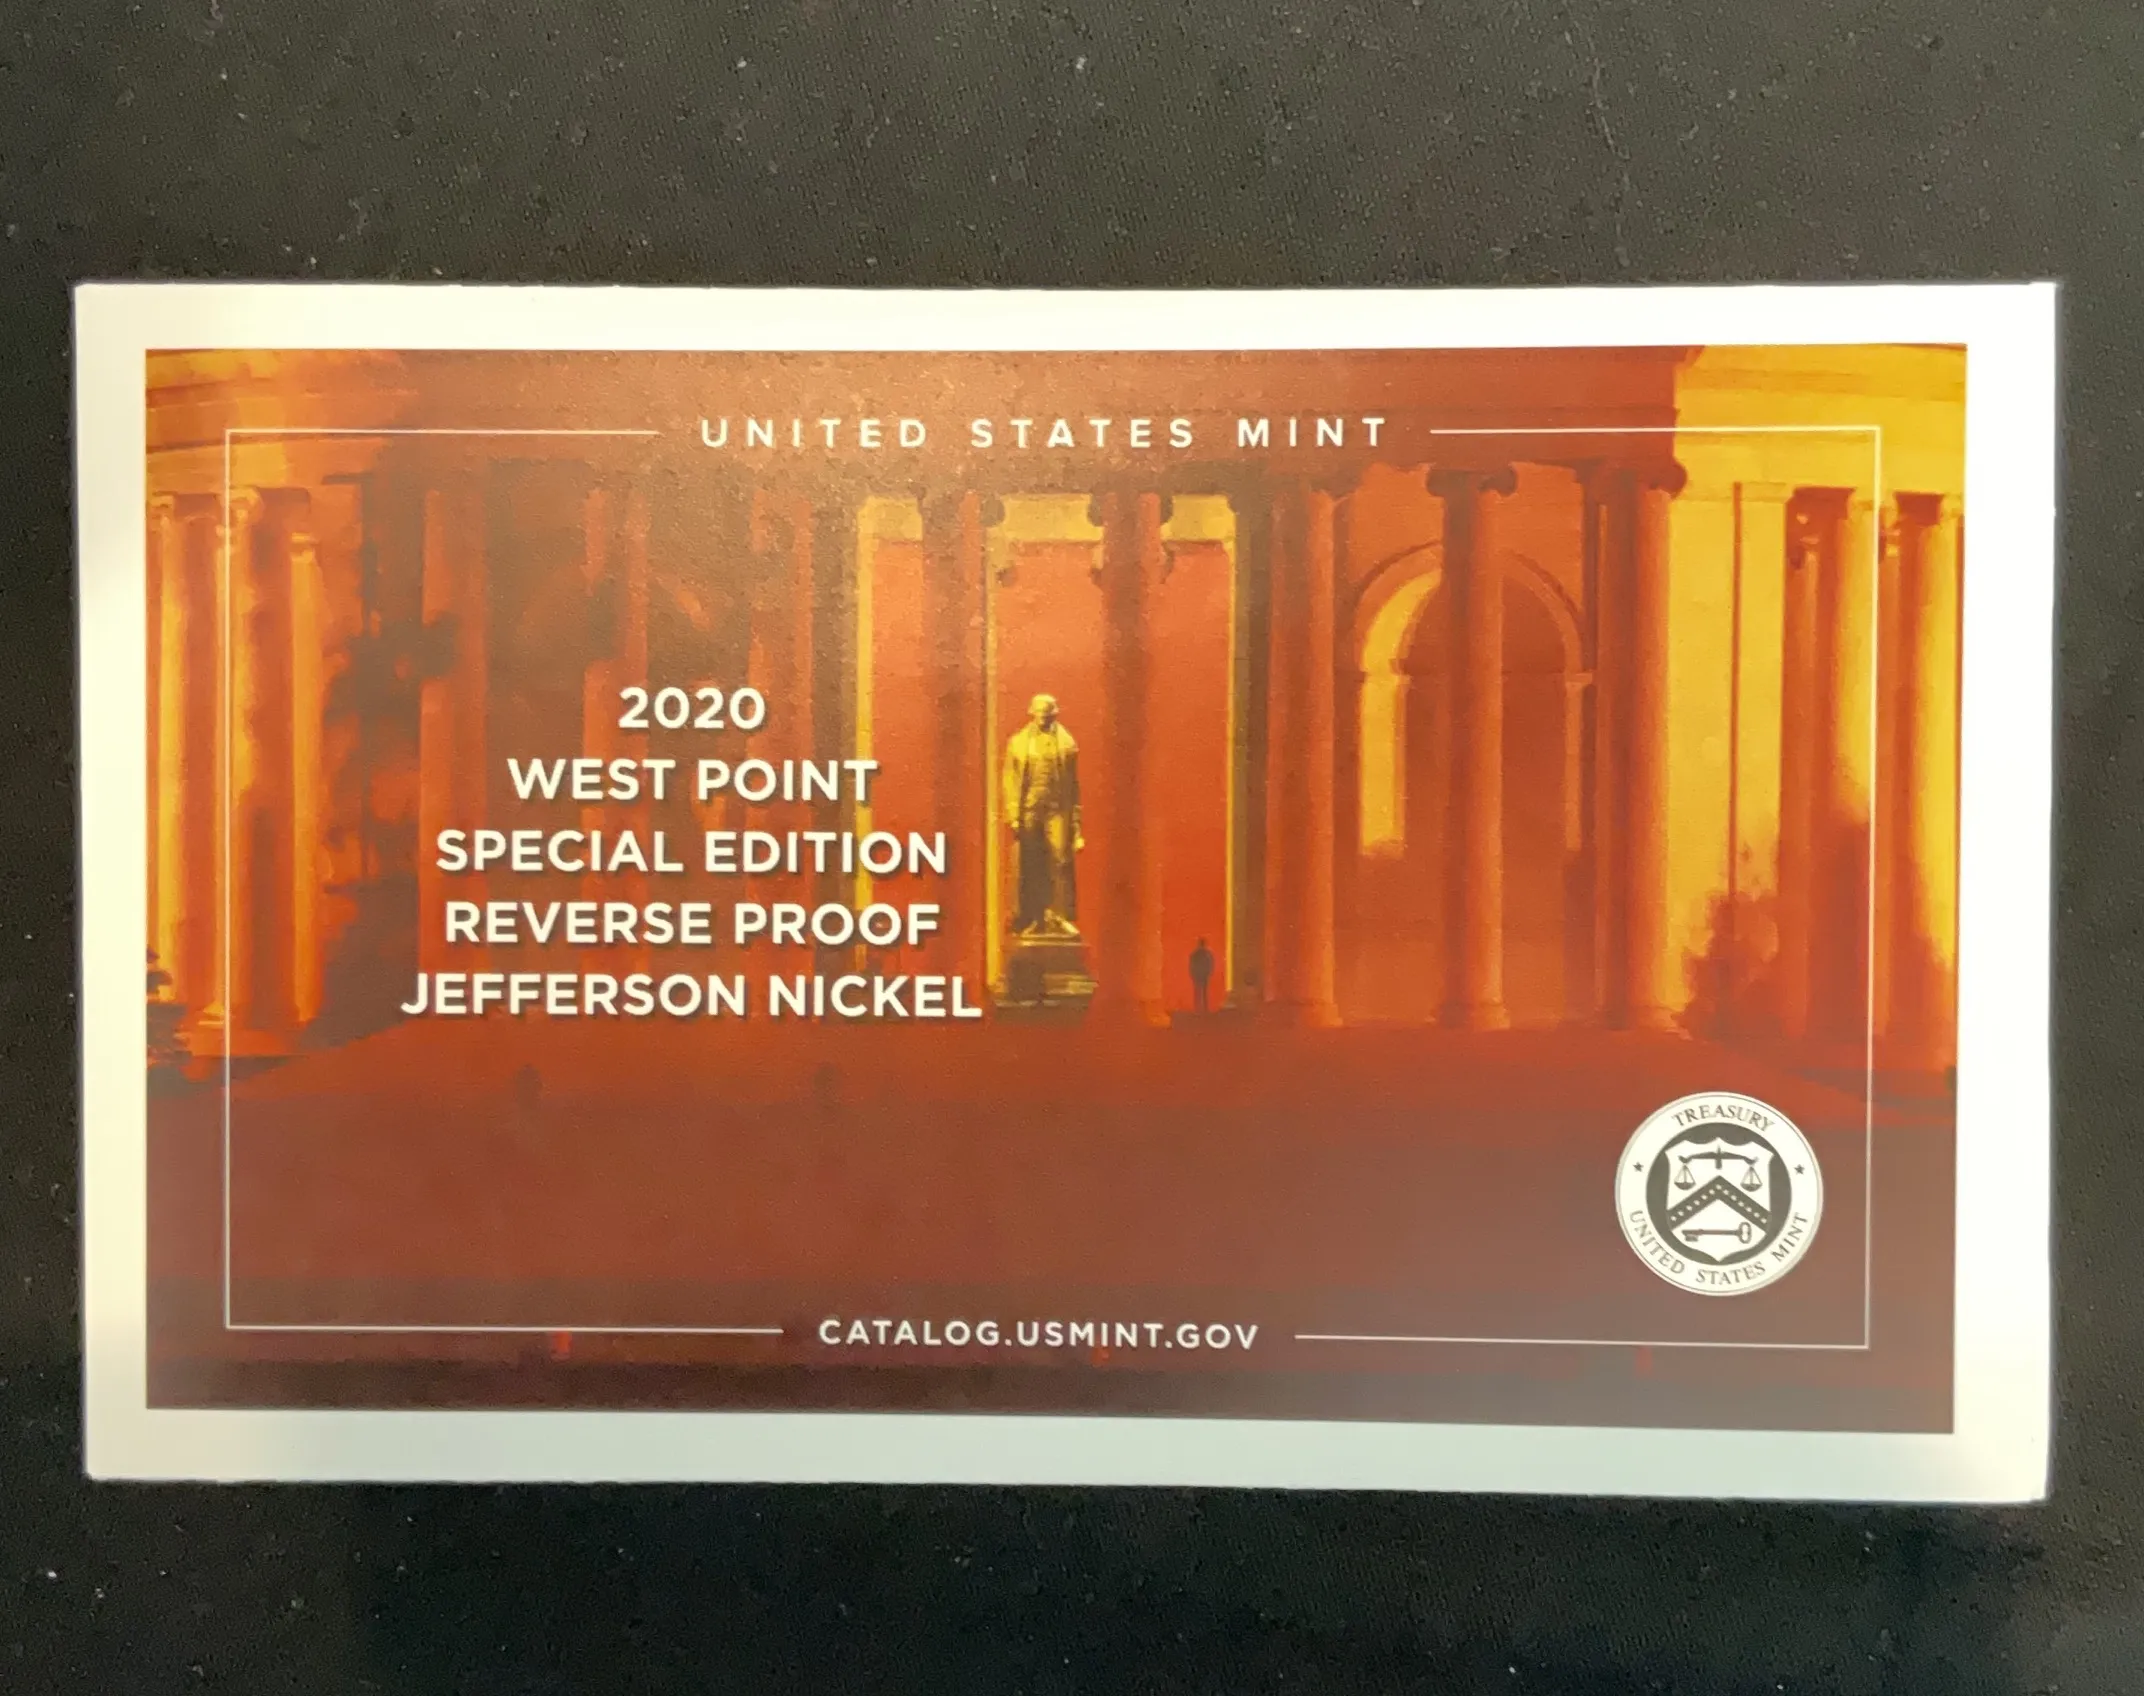 UNITED STATES MINT
2020
WEST POINT
SPECIAL EDITION
REVERSE PROOF
JEFFERSON NICKEL
TREASURY
UNITED STATES MINT
CATALOG.USMINT.GOV